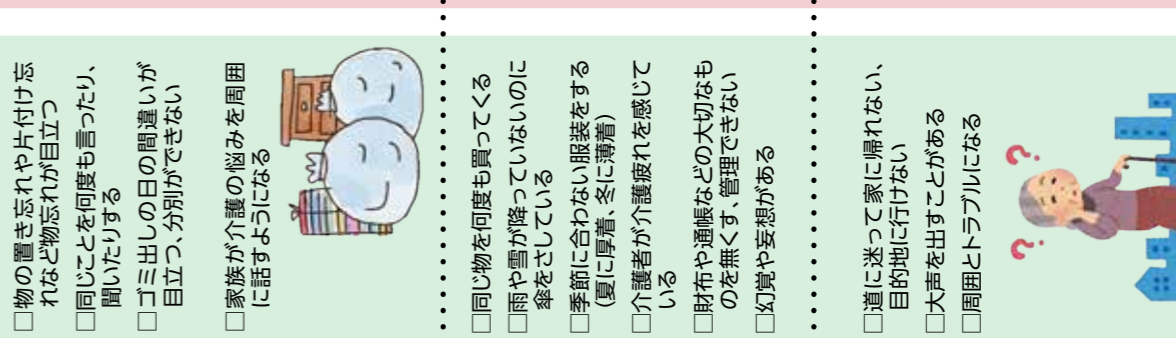 □物の置き忘れや片付け忘
れなど物忘れが目立つ
□同じことを何度も言ったり、
聞いたりする
□ゴミ出しの日の間違いが
目立つ、分別ができない
□家族が介護の悩みを周囲
に話すようになる
□同じ物を何度も買ってくる
□雨や雪が降っていないのに
傘をさしている
□季節に合わない服装をする
(夏に厚着、冬に薄着)
□介護者が介護疲れを感じて
いる
□財布や通帳などの大切なも
のを無くす、管理できない
□幻覚や妄想がある
□道に迷って家に帰れない、
目的地に行けない
□大声を出すことがある
□周囲とトラブルになる